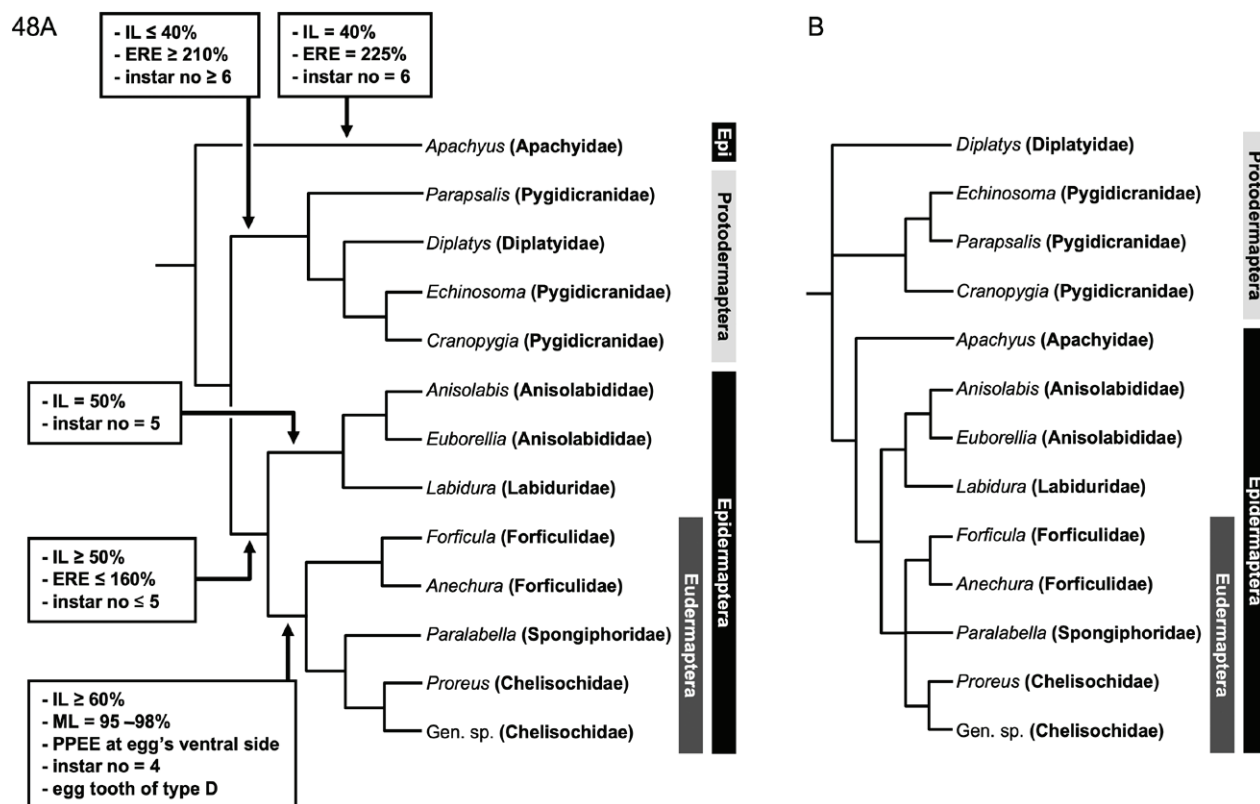 48A
- IL ≤ 40%
- ERE ≥ 210%
- instar no ≥ 6
- IL = 40%
- ERE = 225%
- instar no = 6
Apachyus (Apachyidae)
Parapsalis (Pygidicranidae)
Diplatys (Diplatyidae)
Echinosoma (Pygidicranidae)
Cranopygia (Pygidicranidae)
Anisolabis (Anisolabididae)
Euborellia (Anisolabididae)
Labidura (Labiduridae)
Forficula (Forficulidae)
Anechura (Forficulidae)
Paralabella (Spongiphoridae)
Proreus (Chelisochidae)
Gen. sp. (Chelisochidae)
- IL = 50%
- instar no = 5
- IL ≥ 50%
- ERE ≤ 160%
- instar no ≤ 5
- IL ≥ 60%
- ML = 95 –98%
- PPEE at egg's ventral side
- instar no = 4
- egg tooth of type D
Epi
Protodermaptera
Epidermaptera
Eudermaptera
B
Diplatys (Diplatyidae)
Echinosoma (Pygidicranidae)
Parapsalis (Pygidicranidae)
Cranopygia (Pygidicranidae)
Apachyus (Apachyidae)
Anisolabis (Anisolabididae)
Euborellia (Anisolabididae)
Labidura (Labiduridae)
Forficula (Forficulidae)
Anechura (Forficulidae)
Paralabella (Spongiphoridae)
Proreus (Chelisochidae)
Gen. sp. (Chelisochidae)
Protodermaptera
Epidermaptera
Eudermaptera